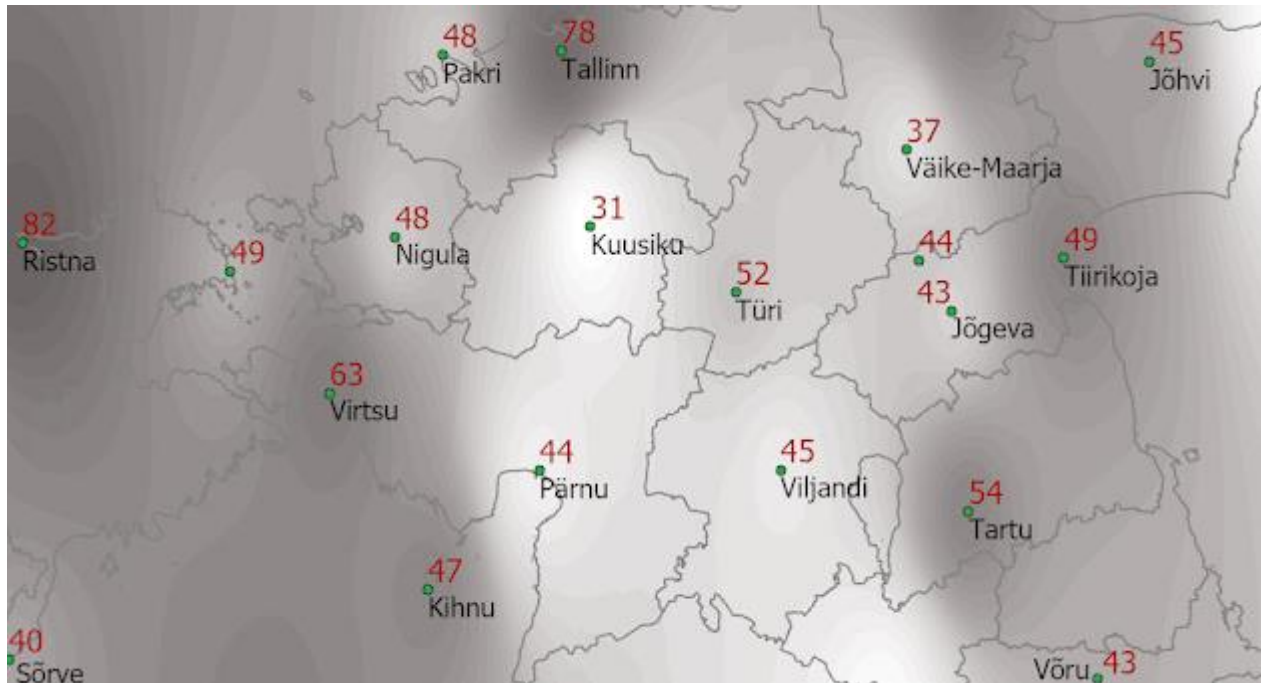 48
Pakri
78
Tallinn
45
Jõhvi
37
Väike-Maarja
82
Ristna
49
48
Nigula
31
Kuusiku
52
Türi
44
49
Tiirikoja
43
Jõgeva
63
Virtsu
44
Pärnu
45
Viljandi
54
Tartu
47
Kihnu
40
Sõrve
Võru 43